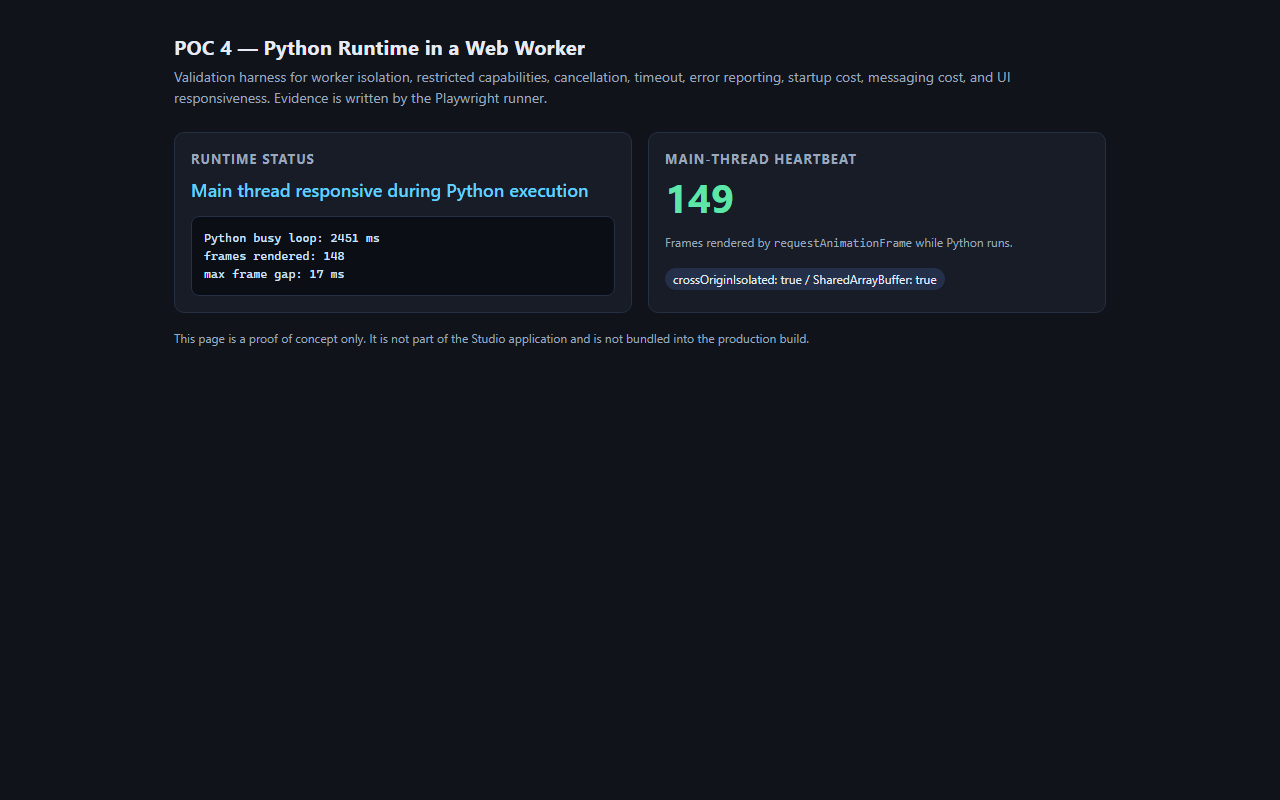 POC 4 — Python Runtime in a Web Worker
Validation harness for worker isolation, restricted capabilities, cancellation, timeout, error reporting, startup cost, messaging cost, and UI
responsiveness. Evidence is written by the Playwright runner.
RUNTIME STATUS
Main thread responsive during Python execution
Python busy loop: 2451 ms
frames rendered: 148
max frame gap: 17 ms
MAIN-THREAD HEARTBEAT
149
Frames rendered by requestAnimationFrame while Python runs.
crossOriginIsolated: true / SharedArrayBuffer: true
This page is a proof of concept only. It is not part of the Studio application and is not bundled into the production build.